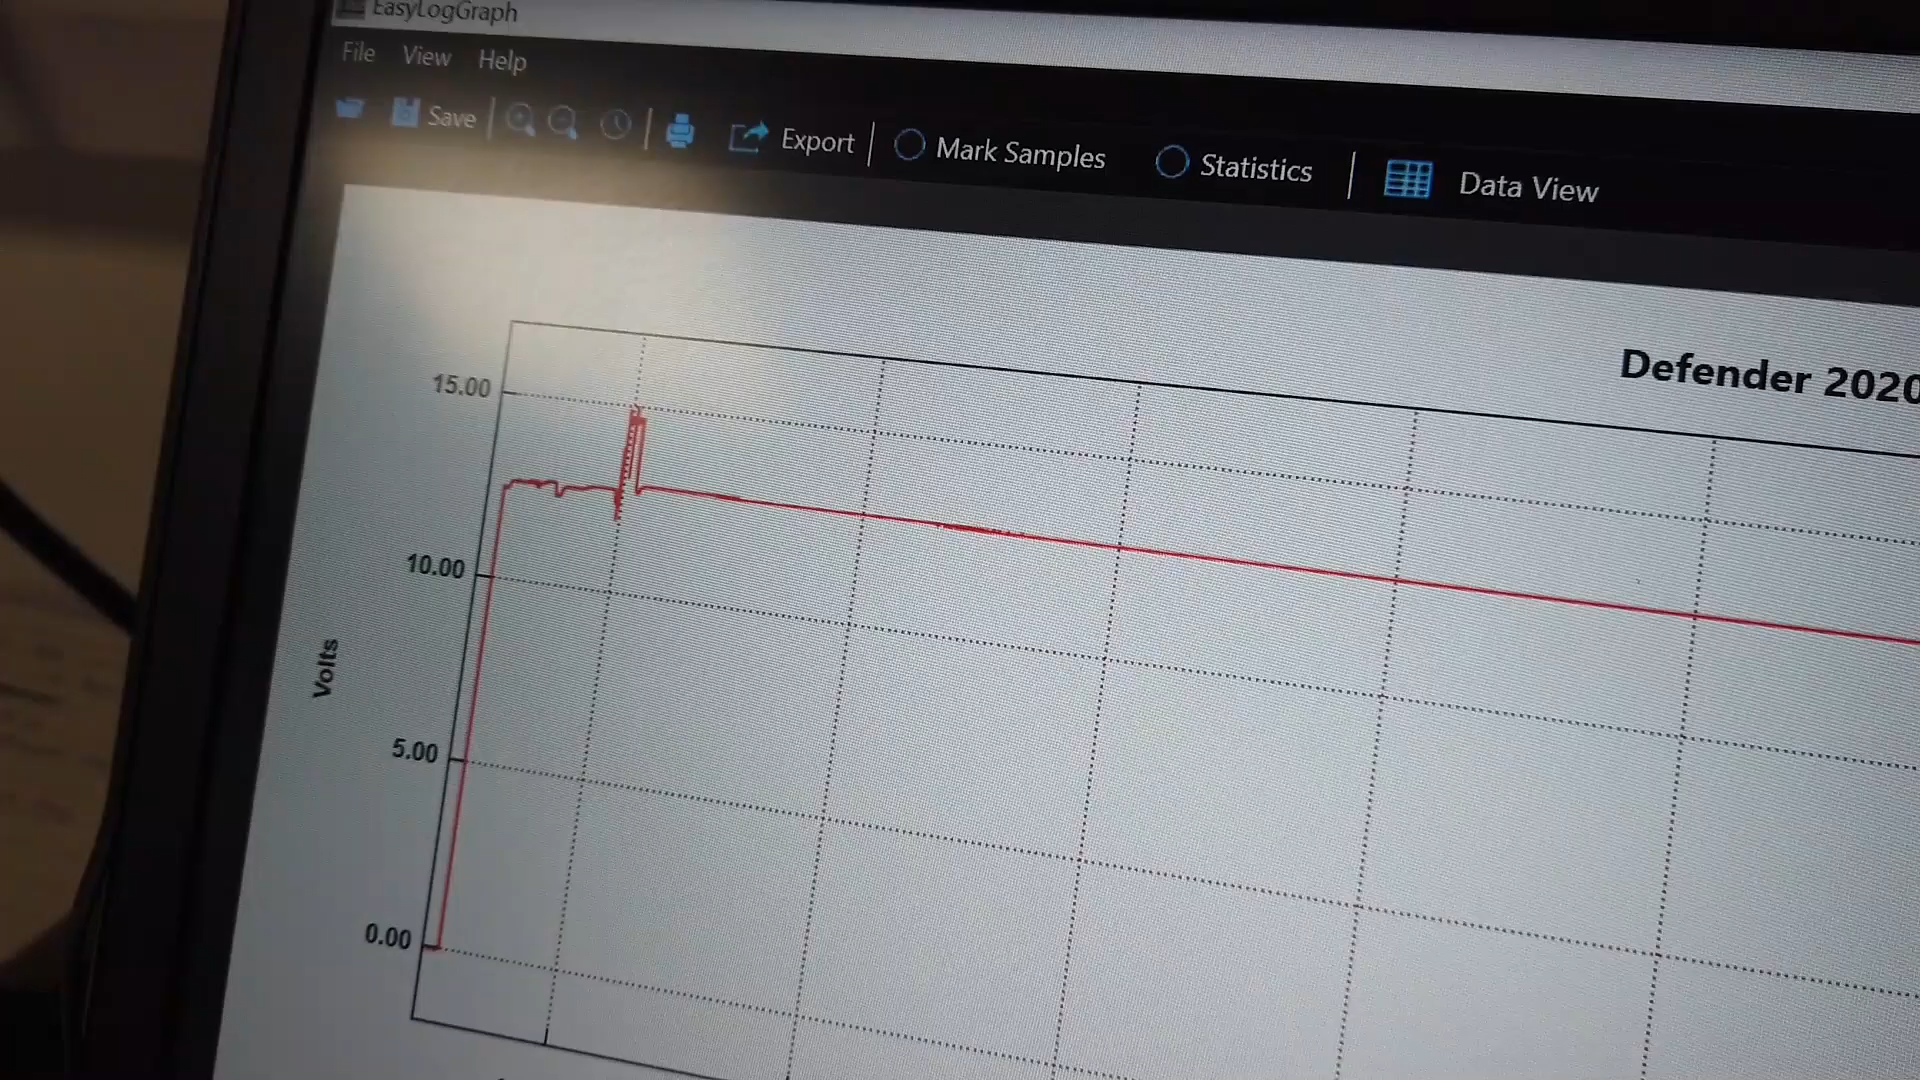 EasyLogGraph
File View Help
Save Export Mark Samples Statistics Data View
Defender 2020
15.00
10.00
5.00
0.00
Volts